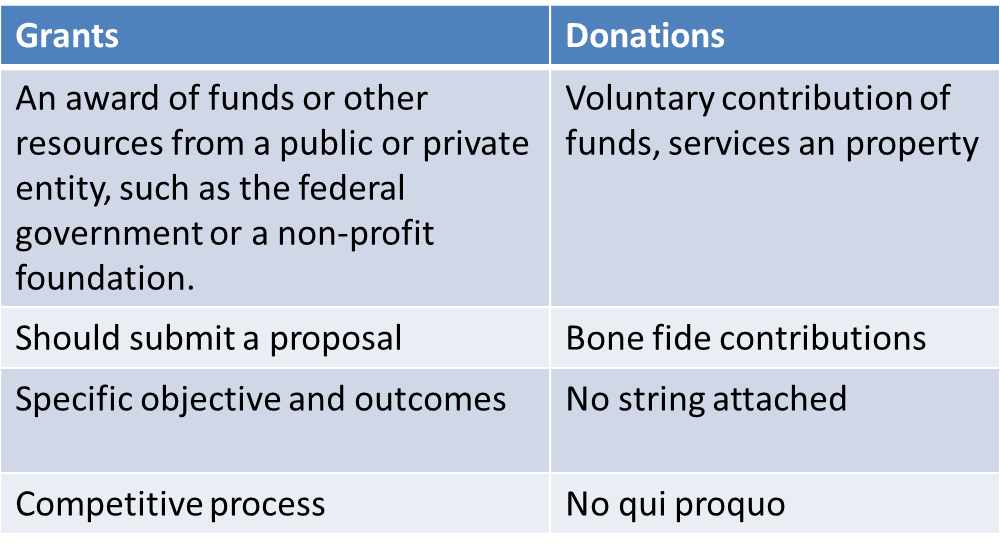 Grants
Donations
An award of funds or other
resources from a public or private
entity, such as the federal
government or a non-profit
foundation.
Voluntary contribution of
funds, services an property
Should submit a proposal
Bone fide contributions
Specific objective and outcomes
No string attached
Competitive process
No qui proquo